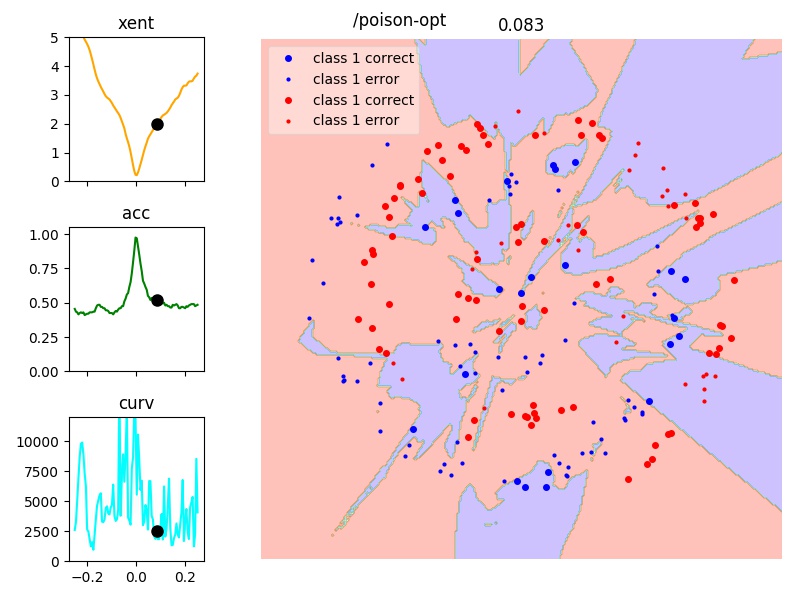 /poison-opt
xent
0.083
5
4
3
2
1
0
class 1 correct
class 1 error
class 1 correct
class 1 error
acc
1.00
0.75
0.50
0.25
0.00
curv
10000
7500
5000
2500
0
−0.2 0.0 0.2